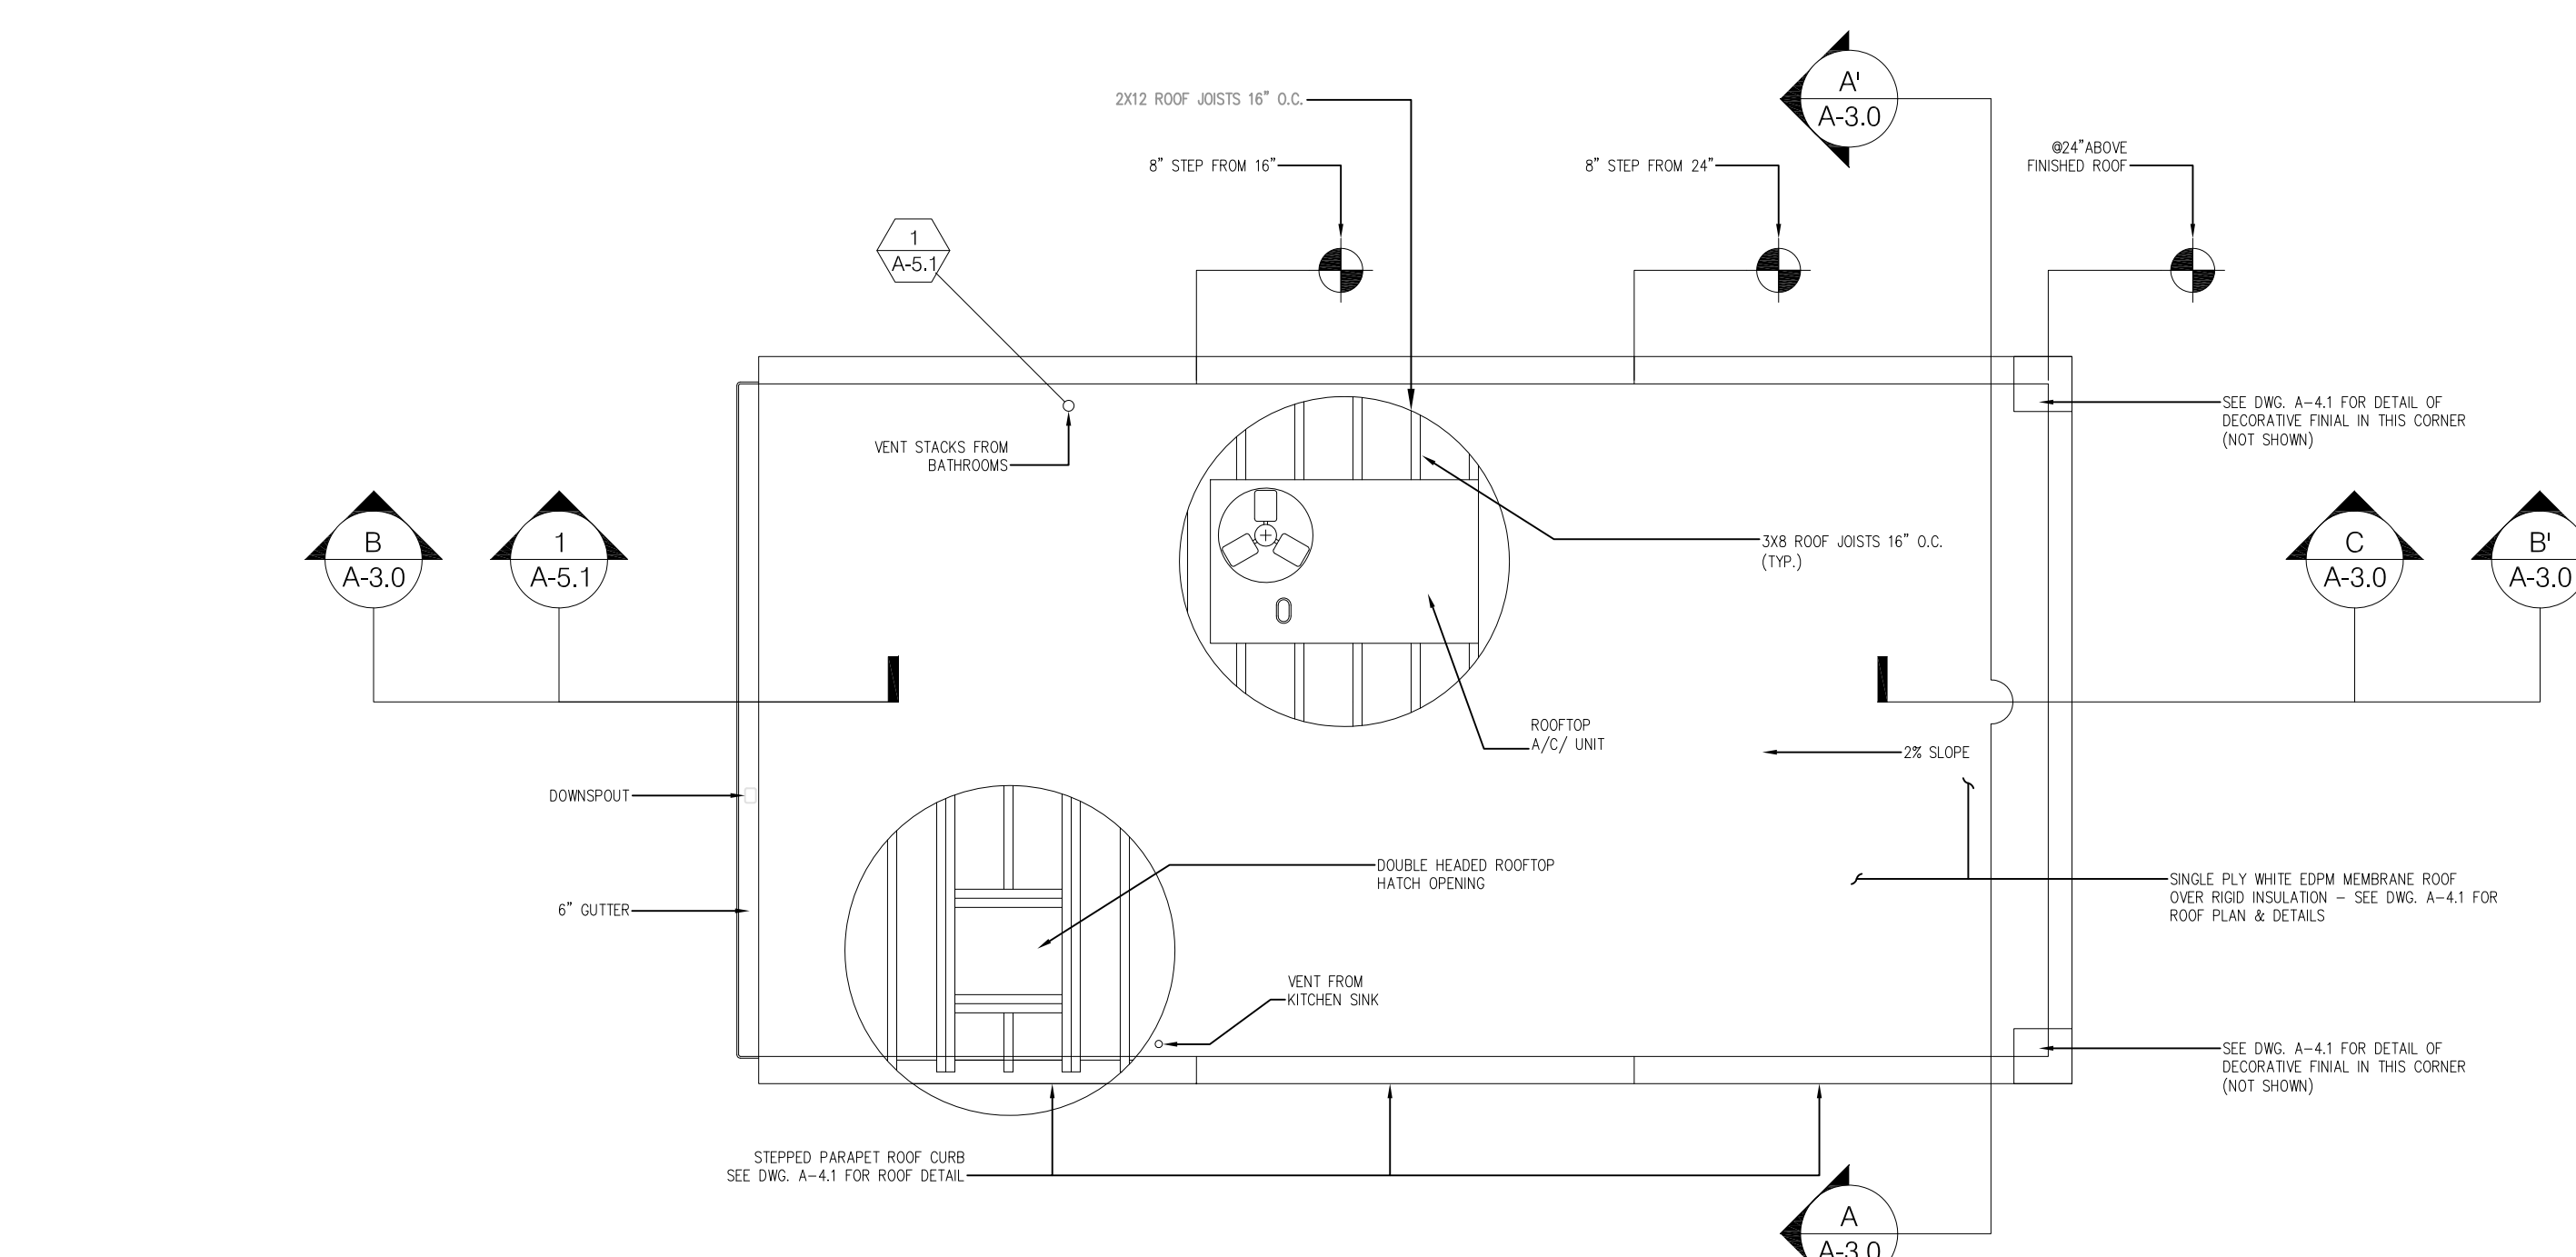 A'
A-3.0
2X12 ROOF JOISTS 16" O.C.
8" STEP FROM 16"
8" STEP FROM 24"
@24"ABOVE
FINISHED ROOF
1
A-5.1
SEE DWG. A-4.1 FOR DETAIL OF
DECORATIVE FINIAL IN THIS CORNER
(NOT SHOWN)
VENT STACKS FROM
BATHROOMS
B
A-3.0
1
A-5.1
3X8 ROOF JOISTS 16" O.C.
(TYP.)
C
A-3.0
B'
A-3.0
ROOFTOP
A/C/ UNIT
2% SLOPE
DOWNSPOUT
DOUBLE HEADED ROOFTOP
HATCH OPENING
6" GUTTER
SINGLE PLY WHITE EDPM MEMBRANE ROOF
OVER RIGID INSULATION - SEE DWG. A-4.1 FOR
ROOF PLAN & DETAILS
VENT FROM
KITCHEN SINK
SEE DWG. A-4.1 FOR DETAIL OF
DECORATIVE FINIAL IN THIS CORNER
(NOT SHOWN)
STEPPED PARAPET ROOF CURB
SEE DWG. A-4.1 FOR ROOF DETAIL
A
A-3.0